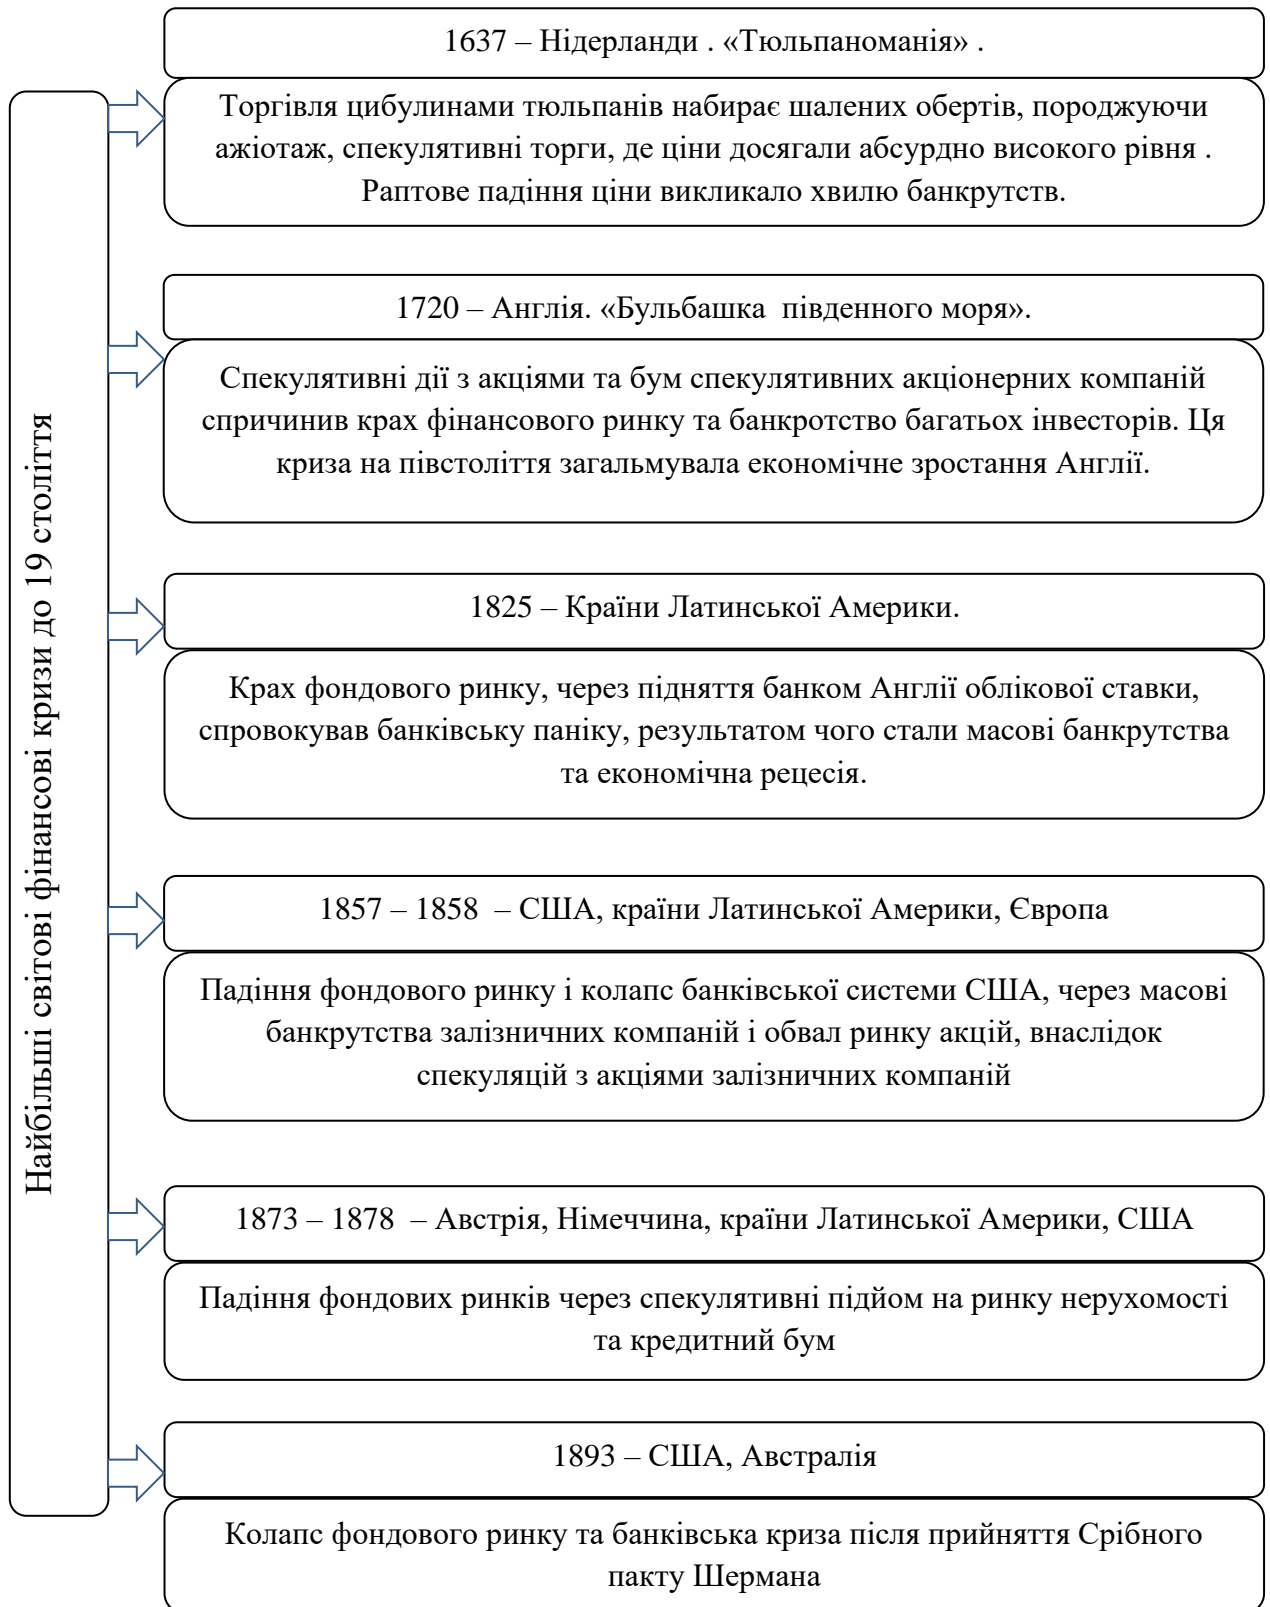 Найбільші світові фінансові кризи до 19 століття
1637 – Нідерланди . «Тюльпаноманія» .
Торгівля цибулинами тюльпанів набирає шалених обертів, породжуючи
ажіотаж, спекулятивні торги, де ціни досягали абсурдно високого рівня .
Раптове падіння ціни викликало хвилю банкрутств.
1720 – Англія. «Бульбашка південного моря».
Спекулятивні дії з акціями та бум спекулятивних акціонерних компаній
спричинив крах фінансового ринку та банкротство багатьох інвесторів. Ця
криза на півстоліття загальмувала економічне зростання Англії.
1825 – Країни Латинської Америки.
Крах фондового ринку, через підняття банком Англії облікової ставки,
спровокував банківську паніку, результатом чого стали масові банкрутства
та економічна рецесія.
1857 – 1858 – США, країни Латинської Америки, Європа
Падіння фондового ринку і колапс банківської системи США, через масові
банкрутства залізничних компаній і обвал ринку акцій, внаслідок
спекуляцій з акціями залізничних компаній
1873 – 1878 – Австрія, Німеччина, країни Латинської Америки, США
Падіння фондових ринків через спекулятивні підйом на ринку нерухомості
та кредитний бум
1893 – США, Австралія
Колапс фондового ринку та банківська криза після прийняття Срібного
пакту Шермана